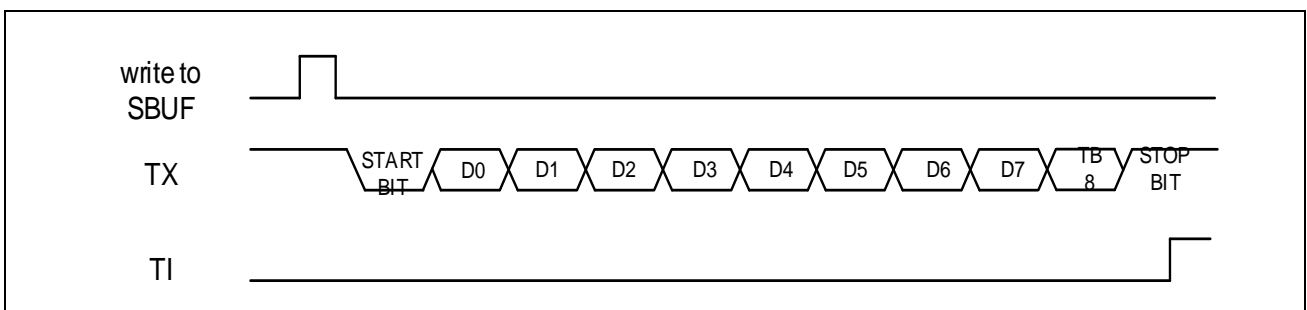 write to
SBUF
TX
START
BIT
D0
D1
D2
D3
D4
D5
D6
D7
TB
8
STOP
BIT
TI